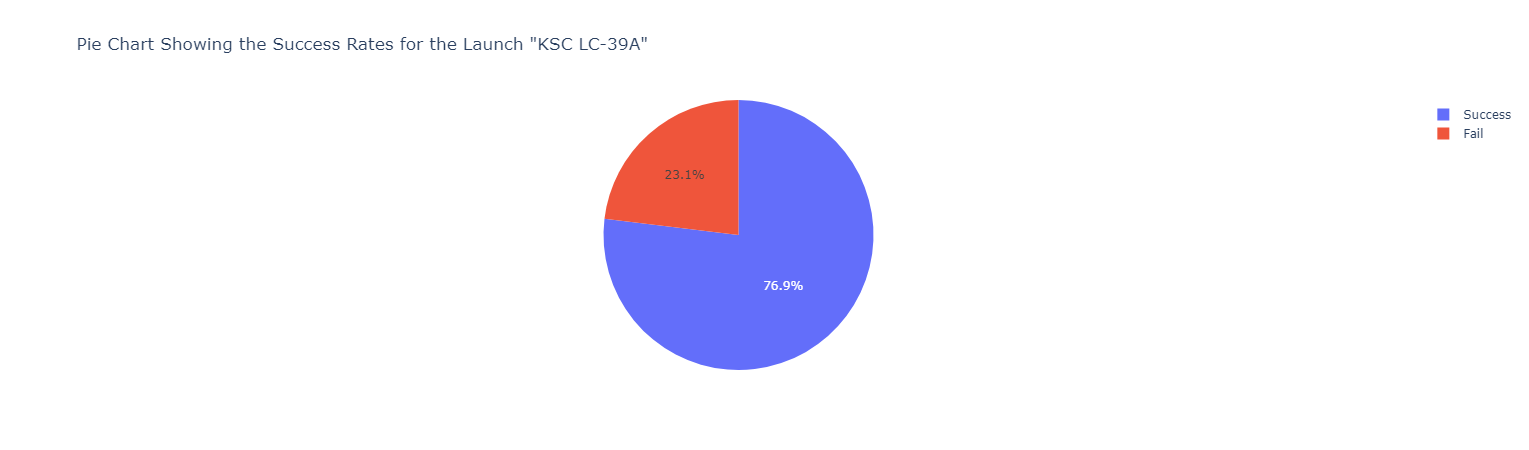 Pie Chart Showing the Success Rates for the Launch "KSC LC-39A"
Success
Fail
23.1%
76.9%